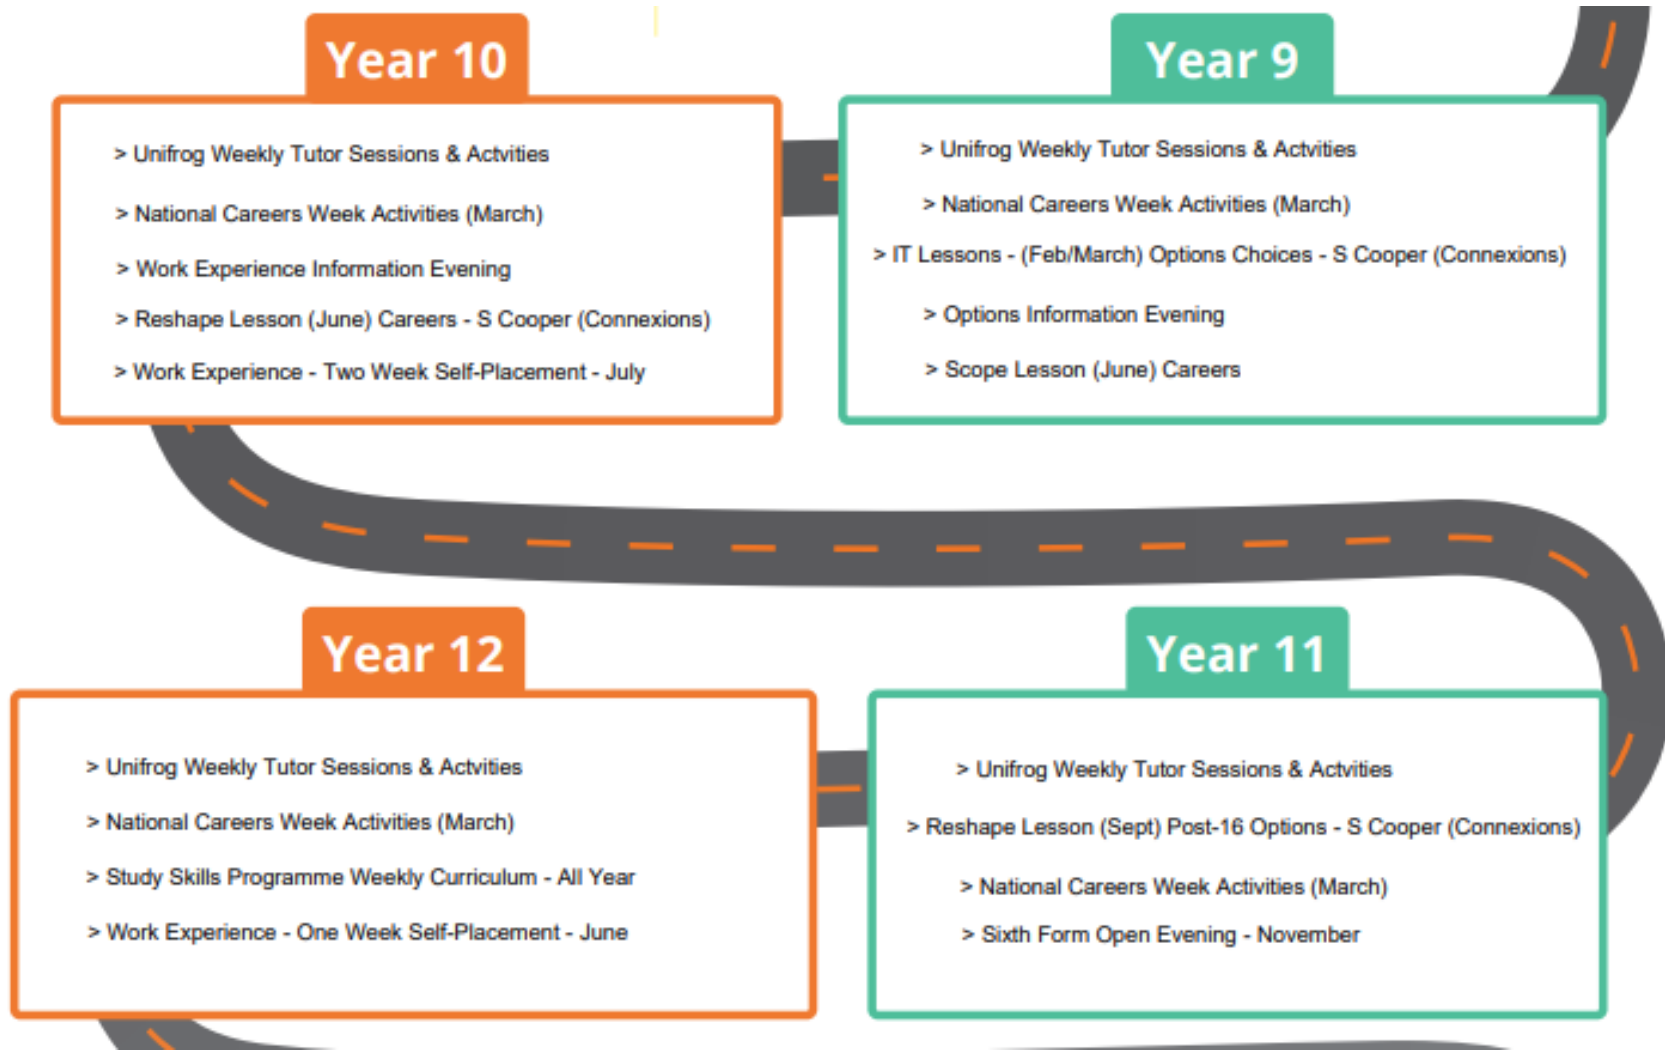 Year 10
> Unifrog Weekly Tutor Sessions & Actvities
> National Careers Week Activities (March)
> Work Experience Information Evening
> Reshape Lesson (June) Careers - S Cooper (Connexions)
> Work Experience - Two Week Self-Placement - July
Year 9
> Unifrog Weekly Tutor Sessions & Actvities
> National Careers Week Activities (March)
> IT Lessons - (Feb/March) Options Choices - S Cooper (Connexions)
> Options Information Evening
> Scope Lesson (June) Careers
Year 12
> Unifrog Weekly Tutor Sessions & Actvities
> National Careers Week Activities (March)
> Study Skills Programme Weekly Curriculum - All Year
> Work Experience - One Week Self-Placement - June
Year 11
> Unifrog Weekly Tutor Sessions & Actvities
> Reshape Lesson (Sept) Post-16 Options - S Cooper (Connexions)
> National Careers Week Activities (March)
> Sixth Form Open Evening - November